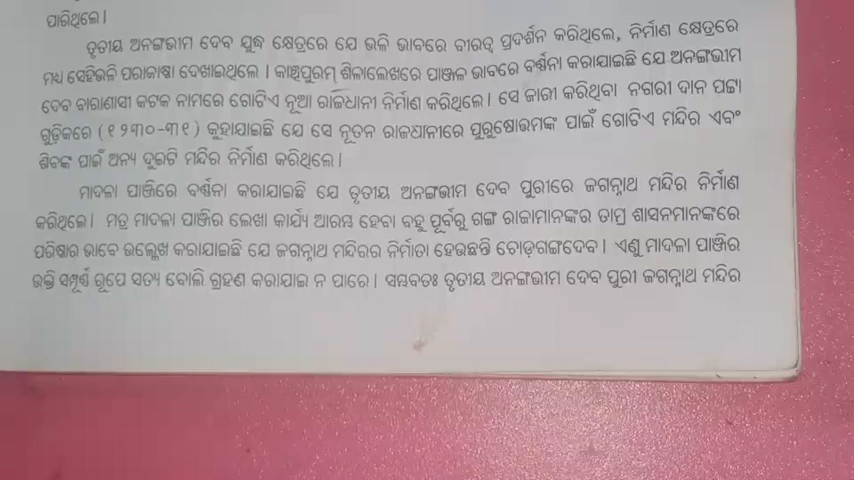 ପାରିଥିଲେ।
ତୃତୀୟ ଅନଙ୍ଗଭୀମ ଦେବ ଯୁଦ୍ଧ କ୍ଷେତ୍ରରେ ଯେ ଭଳି ଭାବରେ ବୀରତ୍ୱ ପ୍ରଦର୍ଶନ କରିଥିଲେ, ନିର୍ମାଣ କ୍ଷେତ୍ରରେ
ମଧ୍ୟ ସେହିଭଳି ପରାକାଷ୍ଠା ଦେଖାଇଥିଲେ । କାଞ୍ଚିପୁରମ୍ ଶିଳାଲେଖରେ ପାଞ୍ଜଳ ଭାବରେ ବର୍ଣ୍ଣନା କରାଯାଇଛି ଯେ ଅନଙ୍ଗଭୀମ
ଦେବ ବାରାଣାସୀ କଟକ ନାମରେ ଗୋଟିଏ ନୂଆ ରାଜଧାନୀ ନିର୍ମାଣ କରିଥିଲେ। ସେ ଜାରୀ କରିଥିବା ନଗରୀ ଦାନ ପଟ୍ଟା
ଗୁଡ଼ିକରେ (୧୨୩୦-୩୧) କୁହାଯାଇଛି ଯେ ସେ ନୂତନ ରାଜଧାନୀରେ ପୁରୁଷୋତ୍ତମଙ୍କ ପାଇଁ ଗୋଟିଏ ମନ୍ଦିର ଏବଂ
ଶିବଙ୍କ ପାଇଁ ଅନ୍ୟ ଦୁଇଟି ମନ୍ଦିର ନିର୍ମାଣ କରିଥିଲେ।
ମାଦଳା ପାଞ୍ଜିରେ ବର୍ଣ୍ଣନା କରାଯାଇଛି ଯେ ତୃତୀୟ ଅନଙ୍ଗଭୀମ ଦେବ ପୁରୀରେ ଜଗନ୍ନାଥ ମନ୍ଦିର ନିର୍ମାଣ
କରିଥିଲେ। ମତ୍ର ମାଦଳା ପାଞ୍ଜିର ଲେଖା କାର୍ଯ୍ୟ ଆରମ୍ଭ ହେବା ବହୁ ପୂର୍ବରୁ ଗଙ୍ଗ ରାଜାମାନଙ୍କର ତାମ୍ର ଶାସନମାନଙ୍କରେ
ପରିଷ୍କାର ଭାବେ ଉଲ୍ଲେଖ କରାଯାଇଛି ଯେ ଜଗନ୍ନାଥ ମନ୍ଦିରର ନିର୍ମାତା ହେଉଛନ୍ତି ଚୋଡ଼ଗଙ୍ଗଦେବ। ଏଣୁ ମାଦଳା ପାଞ୍ଜିର
ଉକ୍ତି ସମ୍ପୂର୍ଣ୍ଣ ରୂପେ ସତ୍ୟ ବୋଲି ଗ୍ରହଣ କରାଯାଇ ନ ପାରେ। ସମ୍ଭବତଃ ତୃତୀୟ ଅନଙ୍ଗଭୀମ ଦେବ ପୁରୀ ଜଗନ୍ନାଥ ମନ୍ଦିର